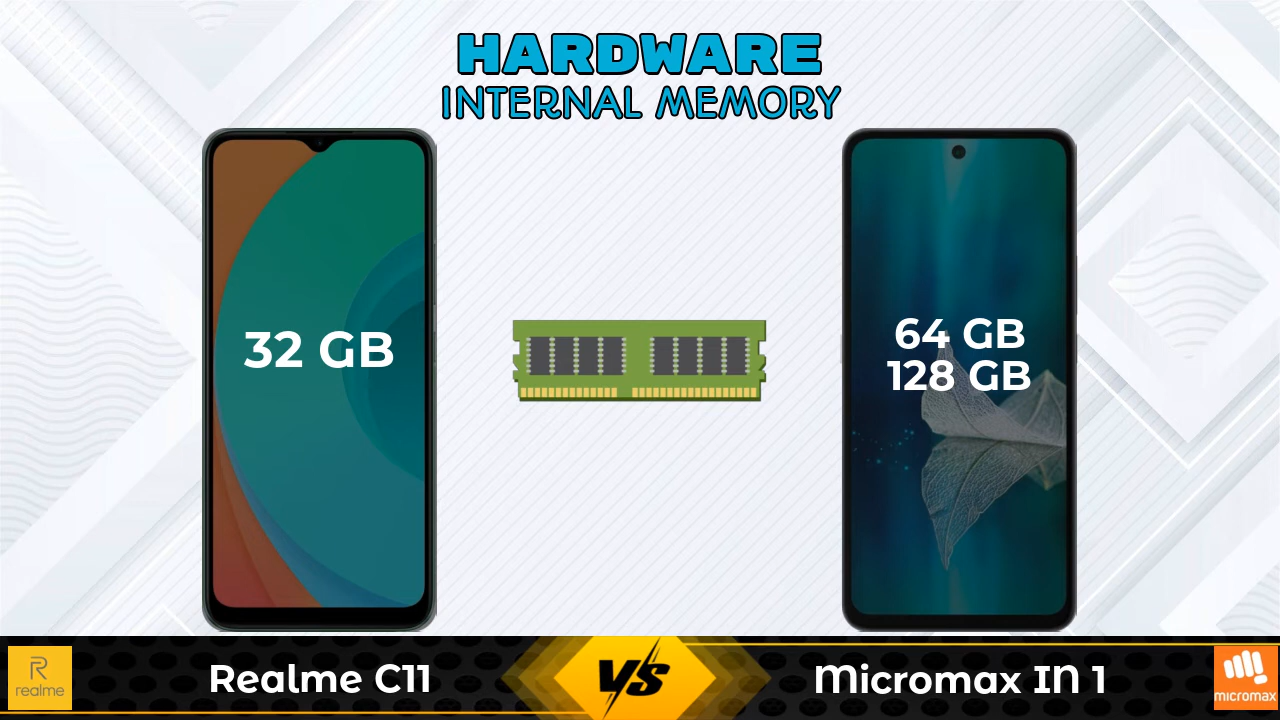 HARDWARE
INTERNAL MEMORY
32 GB
64 GB
128 GB
R
realme
Realme C11
VS
Micromax IN 1
micromax